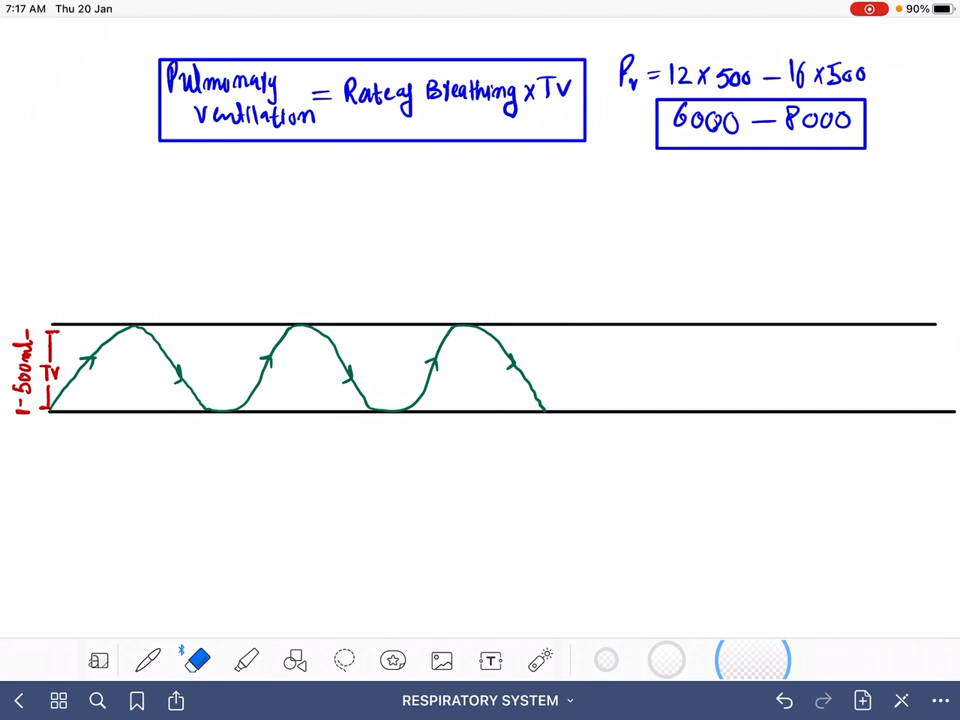 7:17 AM Thu 20 Jan
90%
Pulmonary
ventilation = Rate of Breathing × TV
Pv = 12 × 500 — 16 × 500
6000 — 8000
-500ml-
TV
T
RESPIRATORY SYSTEM